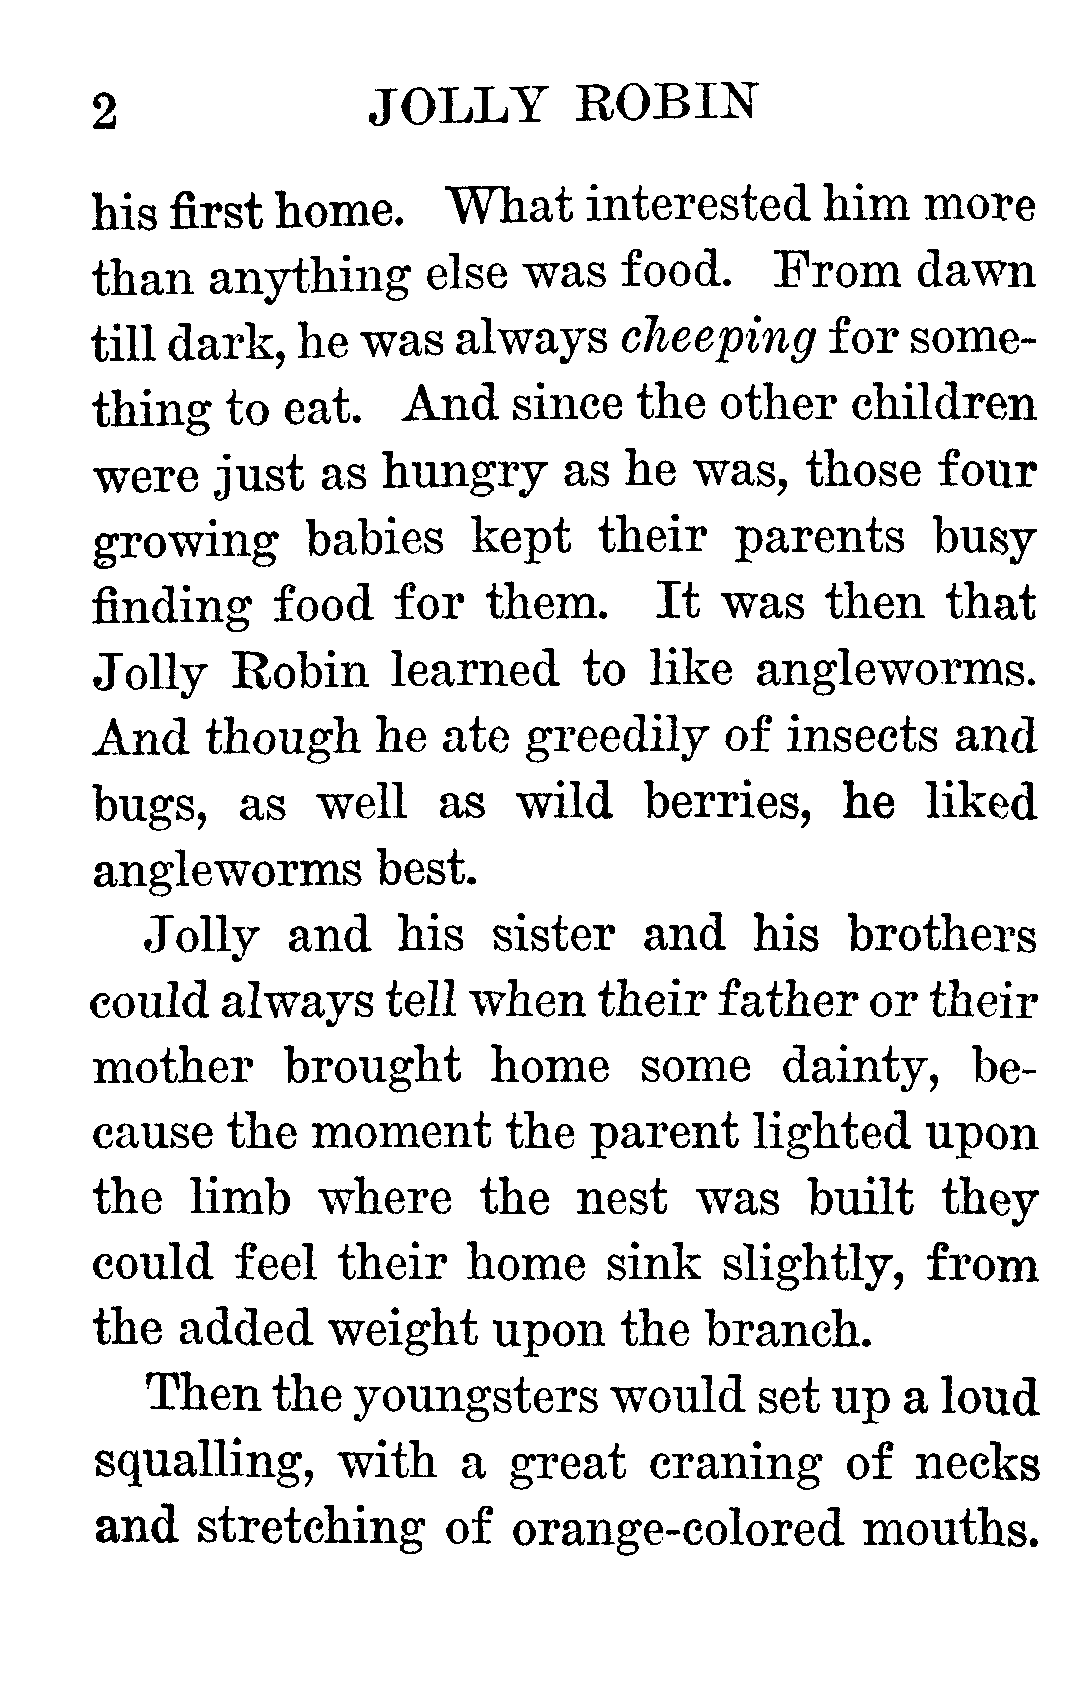 2 JOLLY ROBIN
his first home. What interested him more
than anything else was food. From dawn
till dark, he was always cheeping for some-
thing to eat. And since the other children
were just as hungry as he was, those four
growing babies kept their parents busy
finding food for them. It was then that
Jolly Robin learned to like angleworms.
And though he ate greedily of insects and
bugs, as well as wild berries, he liked
angleworms best.
Jolly and his sister and his brothers
could always tell when their father or their
mother brought home some dainty, be-
cause the moment the parent lighted upon
the limb where the nest was built they
could feel their home sink slightly, from
the added weight upon the branch.
Then the youngsters would set up a loud
squalling, with a great craning of necks
and stretching of orange-colored mouths.